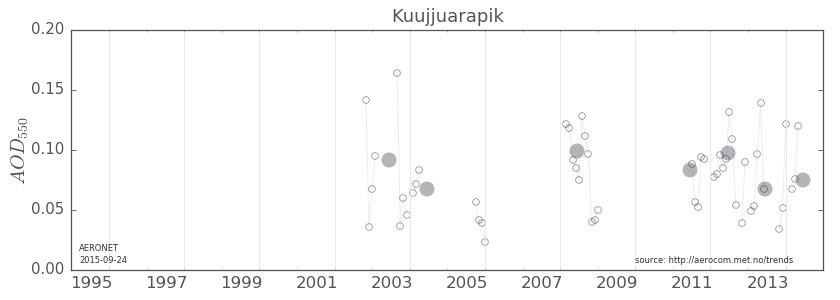 Kuujjuarapik
0.20
0.15
0.10
0.05
0.00
AOD550
AERONET
2015-09-24
source: http://aerocom.met.no/trends
1995 1997 1999 2001 2003 2005 2007 2009 2011 2013